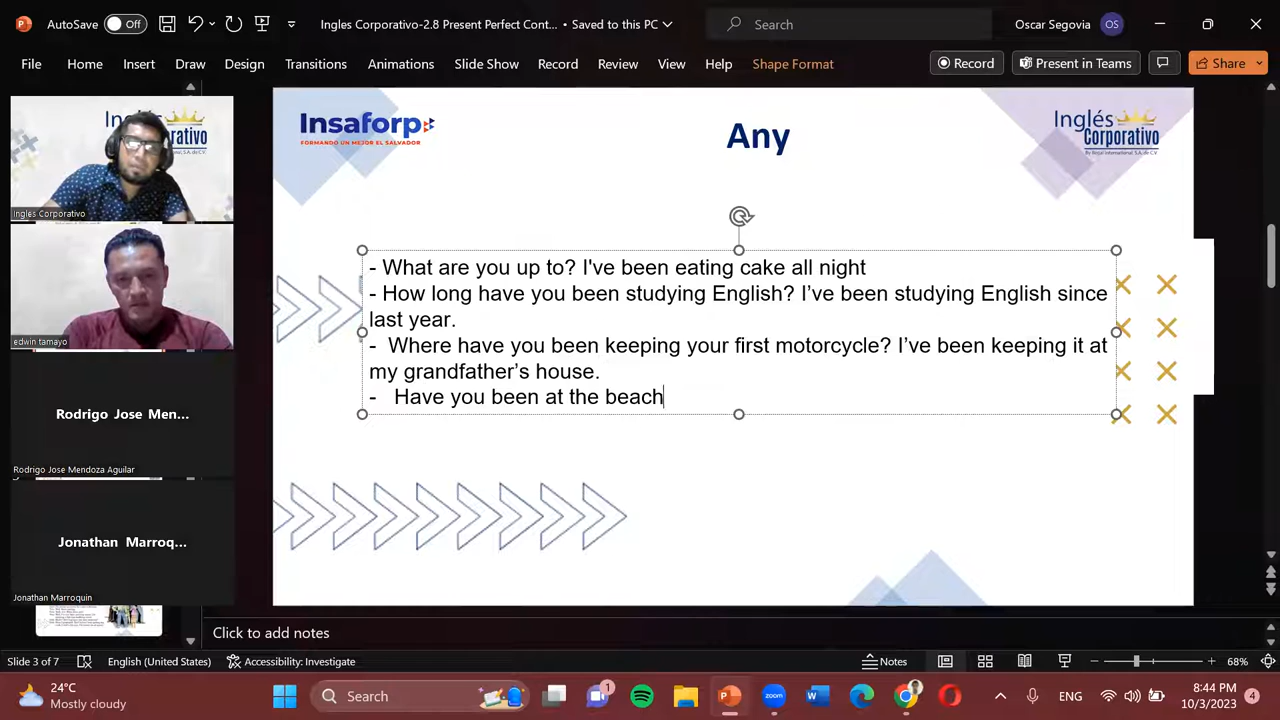 AutoSave Off Ingles Corporativo-2.8 Present Perfect Cont... • Saved to this PC Search Oscar Segovia OS
File Home Insert Draw Design Transitions Animations Slide Show Record Review View Help Shape Format Record Present in Teams Share
Insaforp
FORMANDO UN MEJOR EL SALVADOR
Any
Inglés
Corporativo
Ingles Corporativo
edwin tamayo
Rodrigo Jose Men...
Rodrigo Jose Mendoza Aguilar
Jonathan Marroq...
Jonathan Marroquin
- What are you up to? I've been eating cake all night
- How long have you been studying English? I’ve been studying English since
last year.
- Where have you been keeping your first motorcycle? I’ve been keeping it at
my grandfather’s house.
- Have you been at the beach
Click to add notes
Slide 3 of 7 English (United States) Accessibility: Investigate Notes 68%
24°C
Mostly cloudy
Search
1
zoom
ENG
8:44 PM
10/3/2023
4